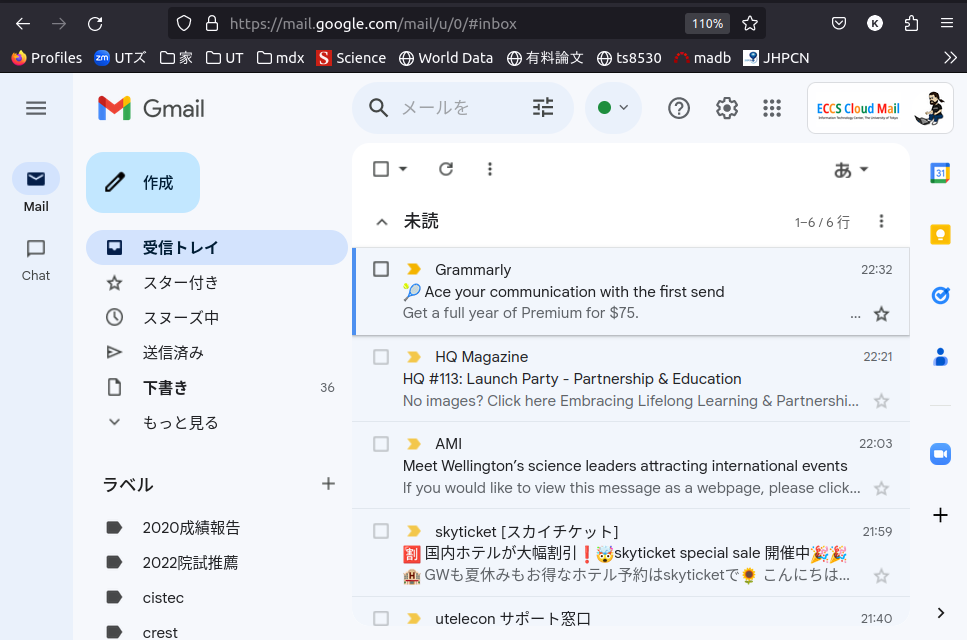 https://mail.google.com/mail/u/0/#inbox
110%
K
Profiles
zm UTズ
家
UT
mdx
S Science
World Data
有料論文
ts8530
madb
JHPCN
Gmail
メールを
ECCS Cloud Mail
Information Technology Center, The University of Tokyo
Mail
Chat
作成
受信トレイ
スター付き
スヌーズ中
送信済み
下書き 36
もっと見る
ラベル
2020成績報告
2022院試推薦
cistec
crest
あ
未読
1–6 / 6 行
Grammarly 22:32
🎾 Ace your communication with the first send
Get a full year of Premium for $75. ...
HQ Magazine 22:21
HQ #113: Launch Party - Partnership & Education
No images? Click here Embracing Lifelong Learning & Partnershi...
AMI 22:03
Meet Wellington’s science leaders attracting international events
If you would like to view this message as a webpage, please click...
skyticket [スカイチケット] 21:59
🈹 国内ホテルが大幅割引❗🤯skyticket special sale 開催中🎉🎉
🏨 GWも夏休みもお得なホテル予約はskyticketで🌻 こんにちは...
utelecon サポート窓口 21:40
31